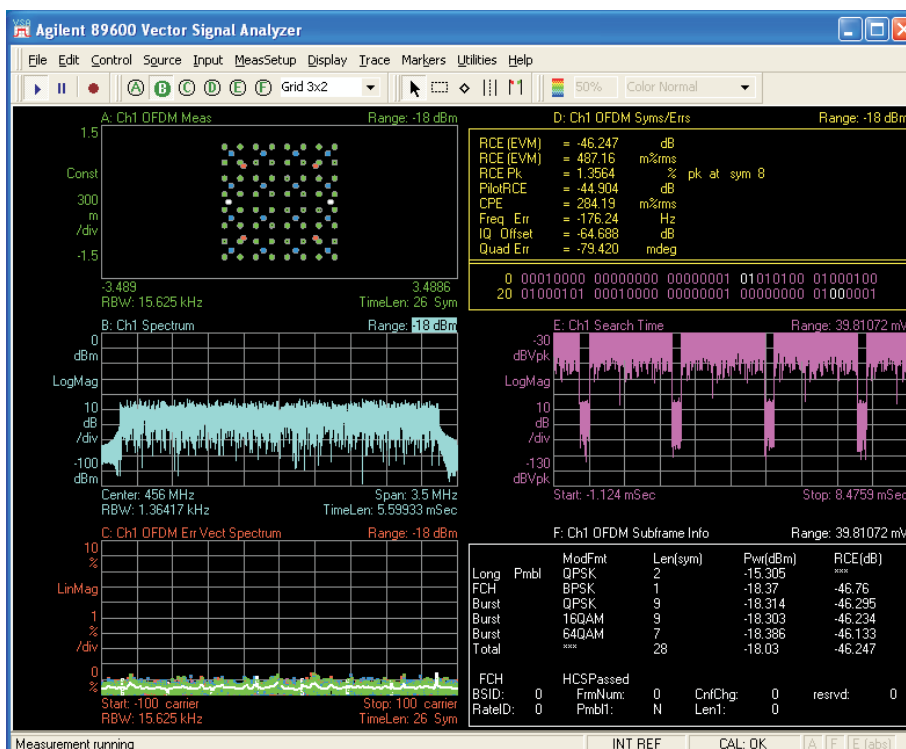 VSA
Agilent 89600 Vector Signal Analyzer
File Edit Control Source Input MeasSetup Display Trace Markers Utilities Help
A B C D E F Grid 3x2 50% Color Normal
A: Ch1 OFDM Meas Range: -18 dBm
1.5
Const
300
m
/div
-1.5
-3.489 3.4886
RBW: 15.625 kHz TimeLen: 26 Sym
D: Ch1 OFDM Syms/Errs Range: -18 dBm
RCE (EVM) = -46.247 dB
RCE (EVM) = 487.16 m%rms
RCE Pk = 1.3564 % pk at sym 8
PilotRCE = -44.904 dB
CPE = 284.19 m%rms
Freq Err = -176.24 Hz
IQ Offset = -64.688 dB
Quad Err = -79.420 mdeg
0 00010000 00000000 00000001 01010100 01000100
20 01000101 00010000 00000001 00000000 01000001
B: Ch1 Spectrum Range: -18 dBm
0
dBm
LogMag
10
dB
/div
-100
dBm
Center: 456 MHz Span: 3.5 MHz
RBW: 1.36417 kHz TimeLen: 5.59933 mSec
E: Ch1 Search Time Range: 39.81072 mV
-30
dBVpk
LogMag
10
dB
/div
-130
dBVpk
Start: -1.124 mSec Stop: 8.4759 mSec
C: Ch1 OFDM Err Vect Spectrum Range: -18 dBm
10
%
LinMag
1
%
/div
0
%
Start: -100 carrier Stop: 100 carrier
RBW: 15.625 kHz TimeLen: 26 Sym
F: Ch1 OFDM Subframe Info Range: 39.81072 mV
ModFmt Len(sym) Pwr(dBm) RCE(dB)
Long Pmbl QPSK 2 -15.305 ***
FCH BPSK 1 -18.37 -46.76
Burst QPSK 9 -18.314 -46.295
Burst 16QAM 9 -18.303 -46.234
Burst 64QAM 7 -18.386 -46.133
Total *** 28 -18.03 -46.247
FCH HCSPassed
BSID: 0 FrmNum: 0 CnfChg: 0 resrvd: 0
RateID: 0 Pmbl1: N Len1: 0
Measurement running INT REF CAL: OK A F E (abs)